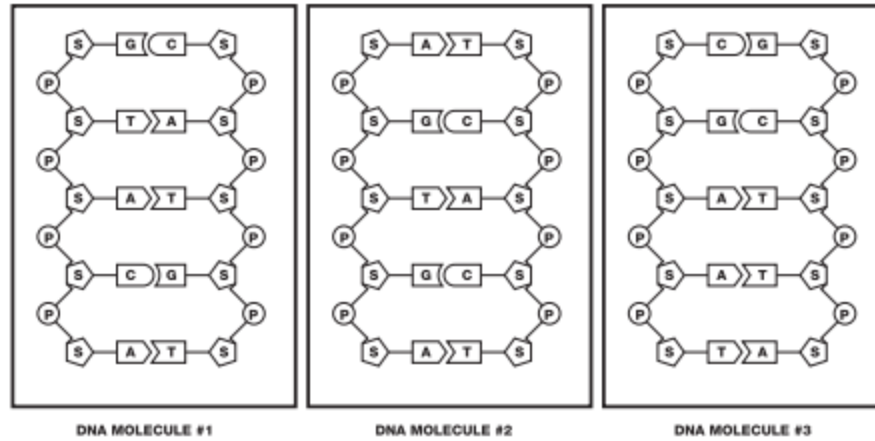 S G C S S A T S S C G S
P P P P P P
S T A S S G C S S G C S
P P P P P P
S A T S S T A S S A T S
P P P P P P
S C G S S G C S S A T S
P P P P P P
S A T S S A T S S T A S
DNA MOLECULE #1 DNA MOLECULE #2 DNA MOLECULE #3